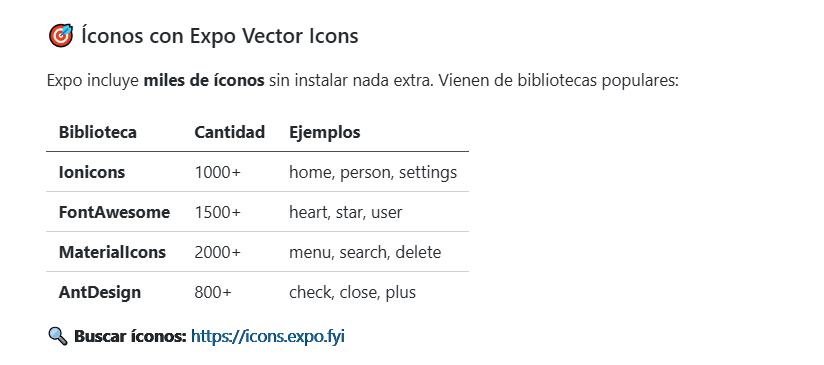 🎯 Íconos con Expo Vector Icons
Expo incluye miles de íconos sin instalar nada extra. Vienen de bibliotecas populares:
Biblioteca Cantidad Ejemplos
Ionicons 1000+ home, person, settings
FontAwesome 1500+ heart, star, user
MaterialIcons 2000+ menu, search, delete
AntDesign 800+ check, close, plus
🔍 Buscar íconos: https://icons.expo.fyi